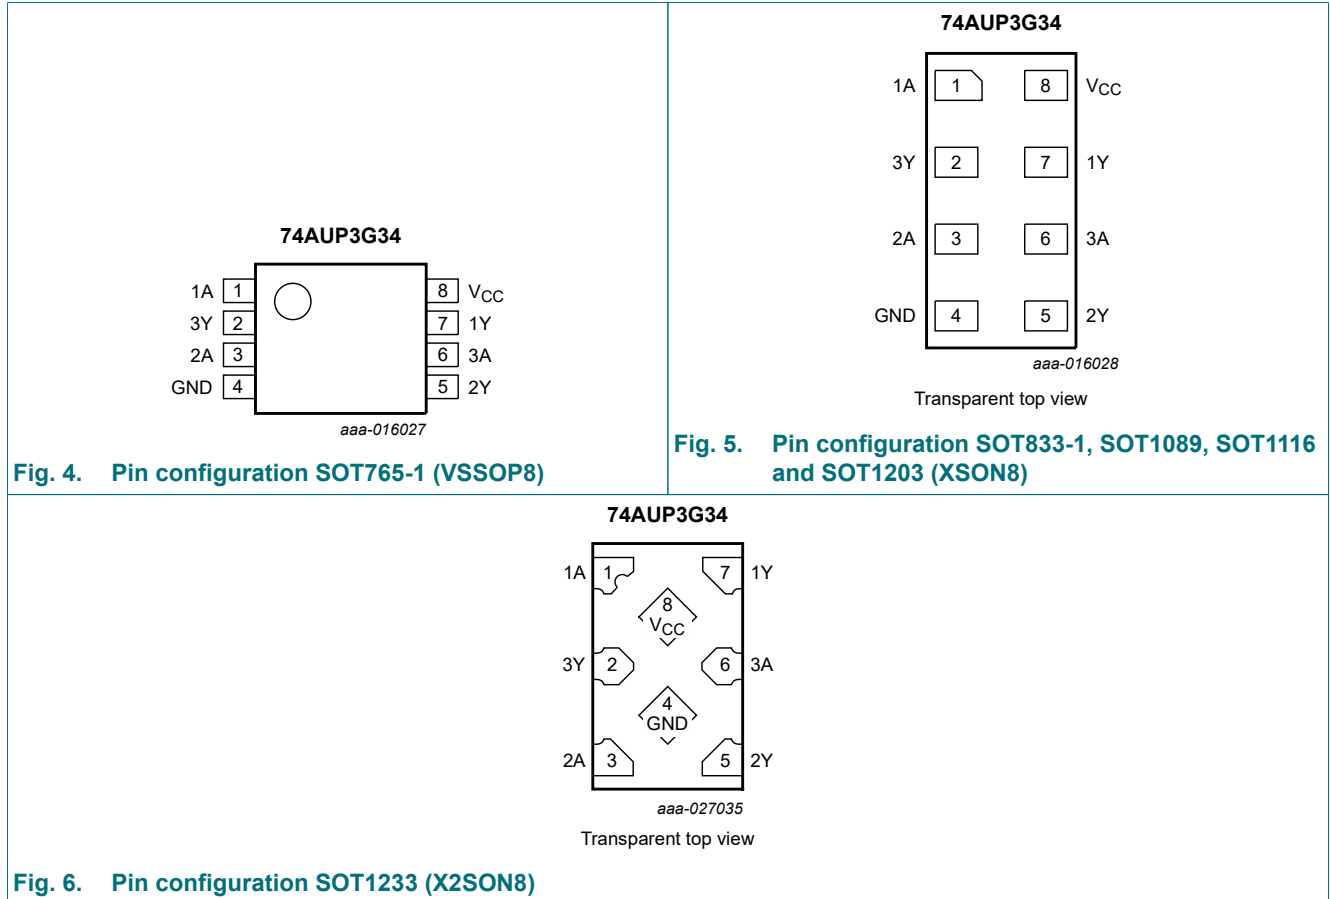 74AUP3G34
1A 1 8 VCC
3Y 2 7 1Y
2A 3 6 3A
GND 4 5 2Y
aaa-016027
Fig. 4. Pin configuration SOT765-1 (VSSOP8)
74AUP3G34
1A 1 8 VCC
3Y 2 7 1Y
2A 3 6 3A
GND 4 5 2Y
aaa-016028
Transparent top view
Fig. 5. Pin configuration SOT833-1, SOT1089, SOT1116
and SOT1203 (XSON8)
74AUP3G34
1A 1 7 1Y
8
VCC
3Y 2 6 3A
4
GND
2A 3 5 2Y
aaa-027035
Transparent top view
Fig. 6. Pin configuration SOT1233 (X2SON8)